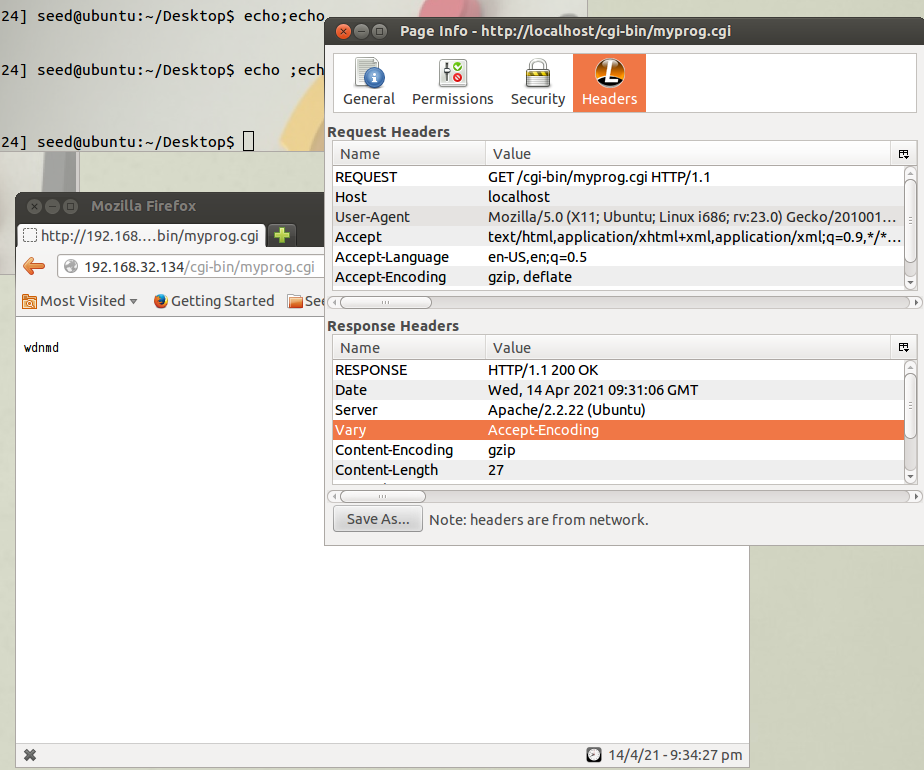 24] seed@ubuntu:~/Desktop$ echo;echo
24] seed@ubuntu:~/Desktop$ echo ;ech
24] seed@ubuntu:~/Desktop$
Page Info - http://localhost/cgi-bin/myprog.cgi
General Permissions Security Headers
Request Headers
Name Value
REQUEST GET /cgi-bin/myprog.cgi HTTP/1.1
Host localhost
User-Agent Mozilla/5.0 (X11; Ubuntu; Linux i686; rv:23.0) Gecko/201001...
Accept text/html,application/xhtml+xml,application/xml;q=0.9,*/*...
Accept-Language en-US,en;q=0.5
Accept-Encoding gzip, deflate
Response Headers
Name Value
RESPONSE HTTP/1.1 200 OK
Date Wed, 14 Apr 2021 09:31:06 GMT
Server Apache/2.2.22 (Ubuntu)
Vary Accept-Encoding
Content-Encoding gzip
Content-Length 27
Save As... Note: headers are from network.
Mozilla Firefox
http://192.168....bin/myprog.cgi
192.168.32.134/cgi-bin/myprog.cgi
Most Visited Getting Started See
wdnmd
14/4/21 - 9:34:27 pm